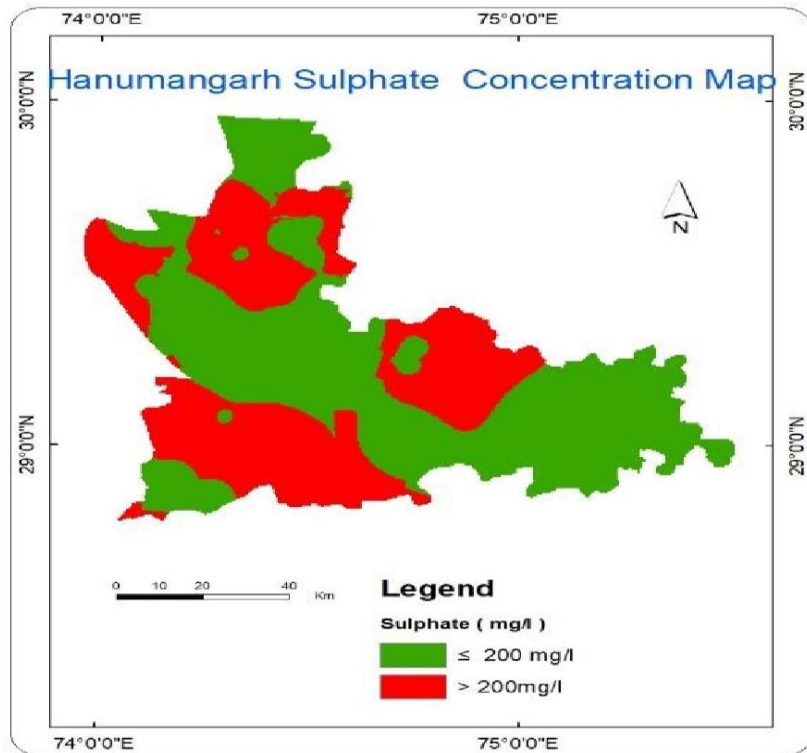 74°0'0"E
75°0'0"E
Hanumangarh Sulphate Concentration Map
30°0'0"N
30°0'0"N
N
29°0'0"N
29°0'0"N
0 10 20 40
Km
Legend
Sulphate ( mg/l )
≤ 200 mg/l
> 200mg/l
74°0'0"E
75°0'0"E